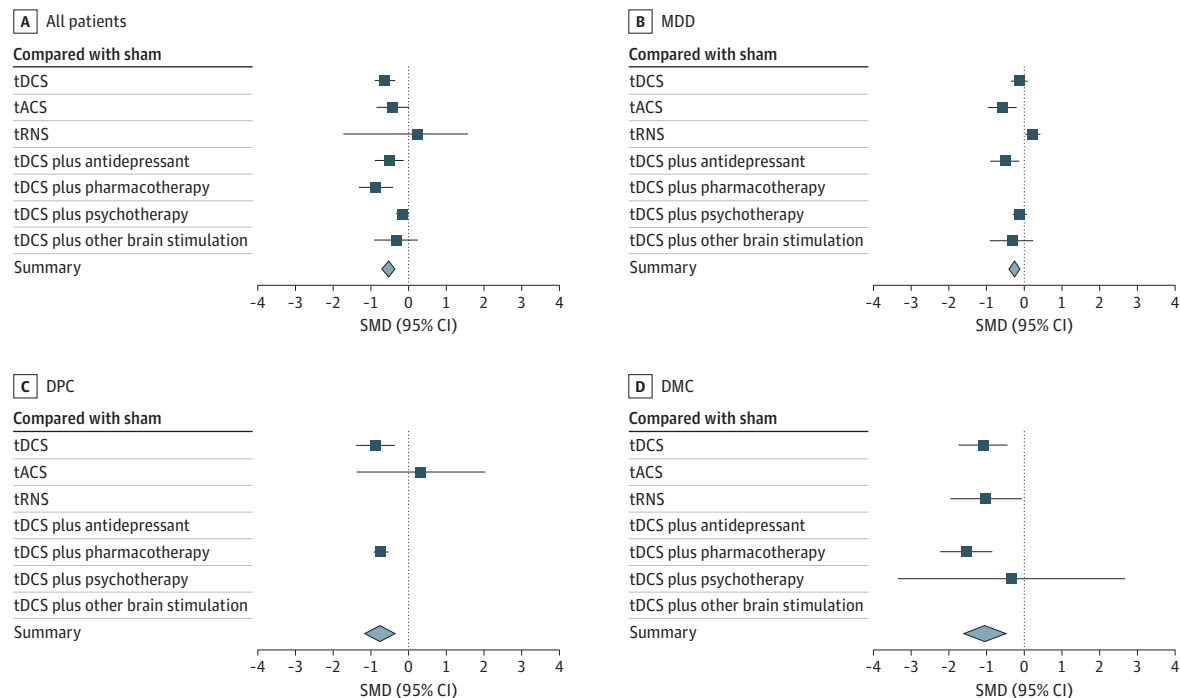 A All patients
Compared with sham
tDCS
tACS
tRNS
tDCS plus antidepressant
tDCS plus pharmacotherapy
tDCS plus psychotherapy
tDCS plus other brain stimulation
Summary
-4 -3 -2 -1 0 1 2 3 4
SMD (95% CI)
B MDD
Compared with sham
tDCS
tACS
tRNS
tDCS plus antidepressant
tDCS plus pharmacotherapy
tDCS plus psychotherapy
tDCS plus other brain stimulation
Summary
-4 -3 -2 -1 0 1 2 3 4
SMD (95% CI)
C DPC
Compared with sham
tDCS
tACS
tRNS
tDCS plus antidepressant
tDCS plus pharmacotherapy
tDCS plus psychotherapy
tDCS plus other brain stimulation
Summary
-4 -3 -2 -1 0 1 2 3 4
SMD (95% CI)
D DMC
Compared with sham
tDCS
tACS
tRNS
tDCS plus antidepressant
tDCS plus pharmacotherapy
tDCS plus psychotherapy
tDCS plus other brain stimulation
Summary
-4 -3 -2 -1 0 1 2 3 4
SMD (95% CI)